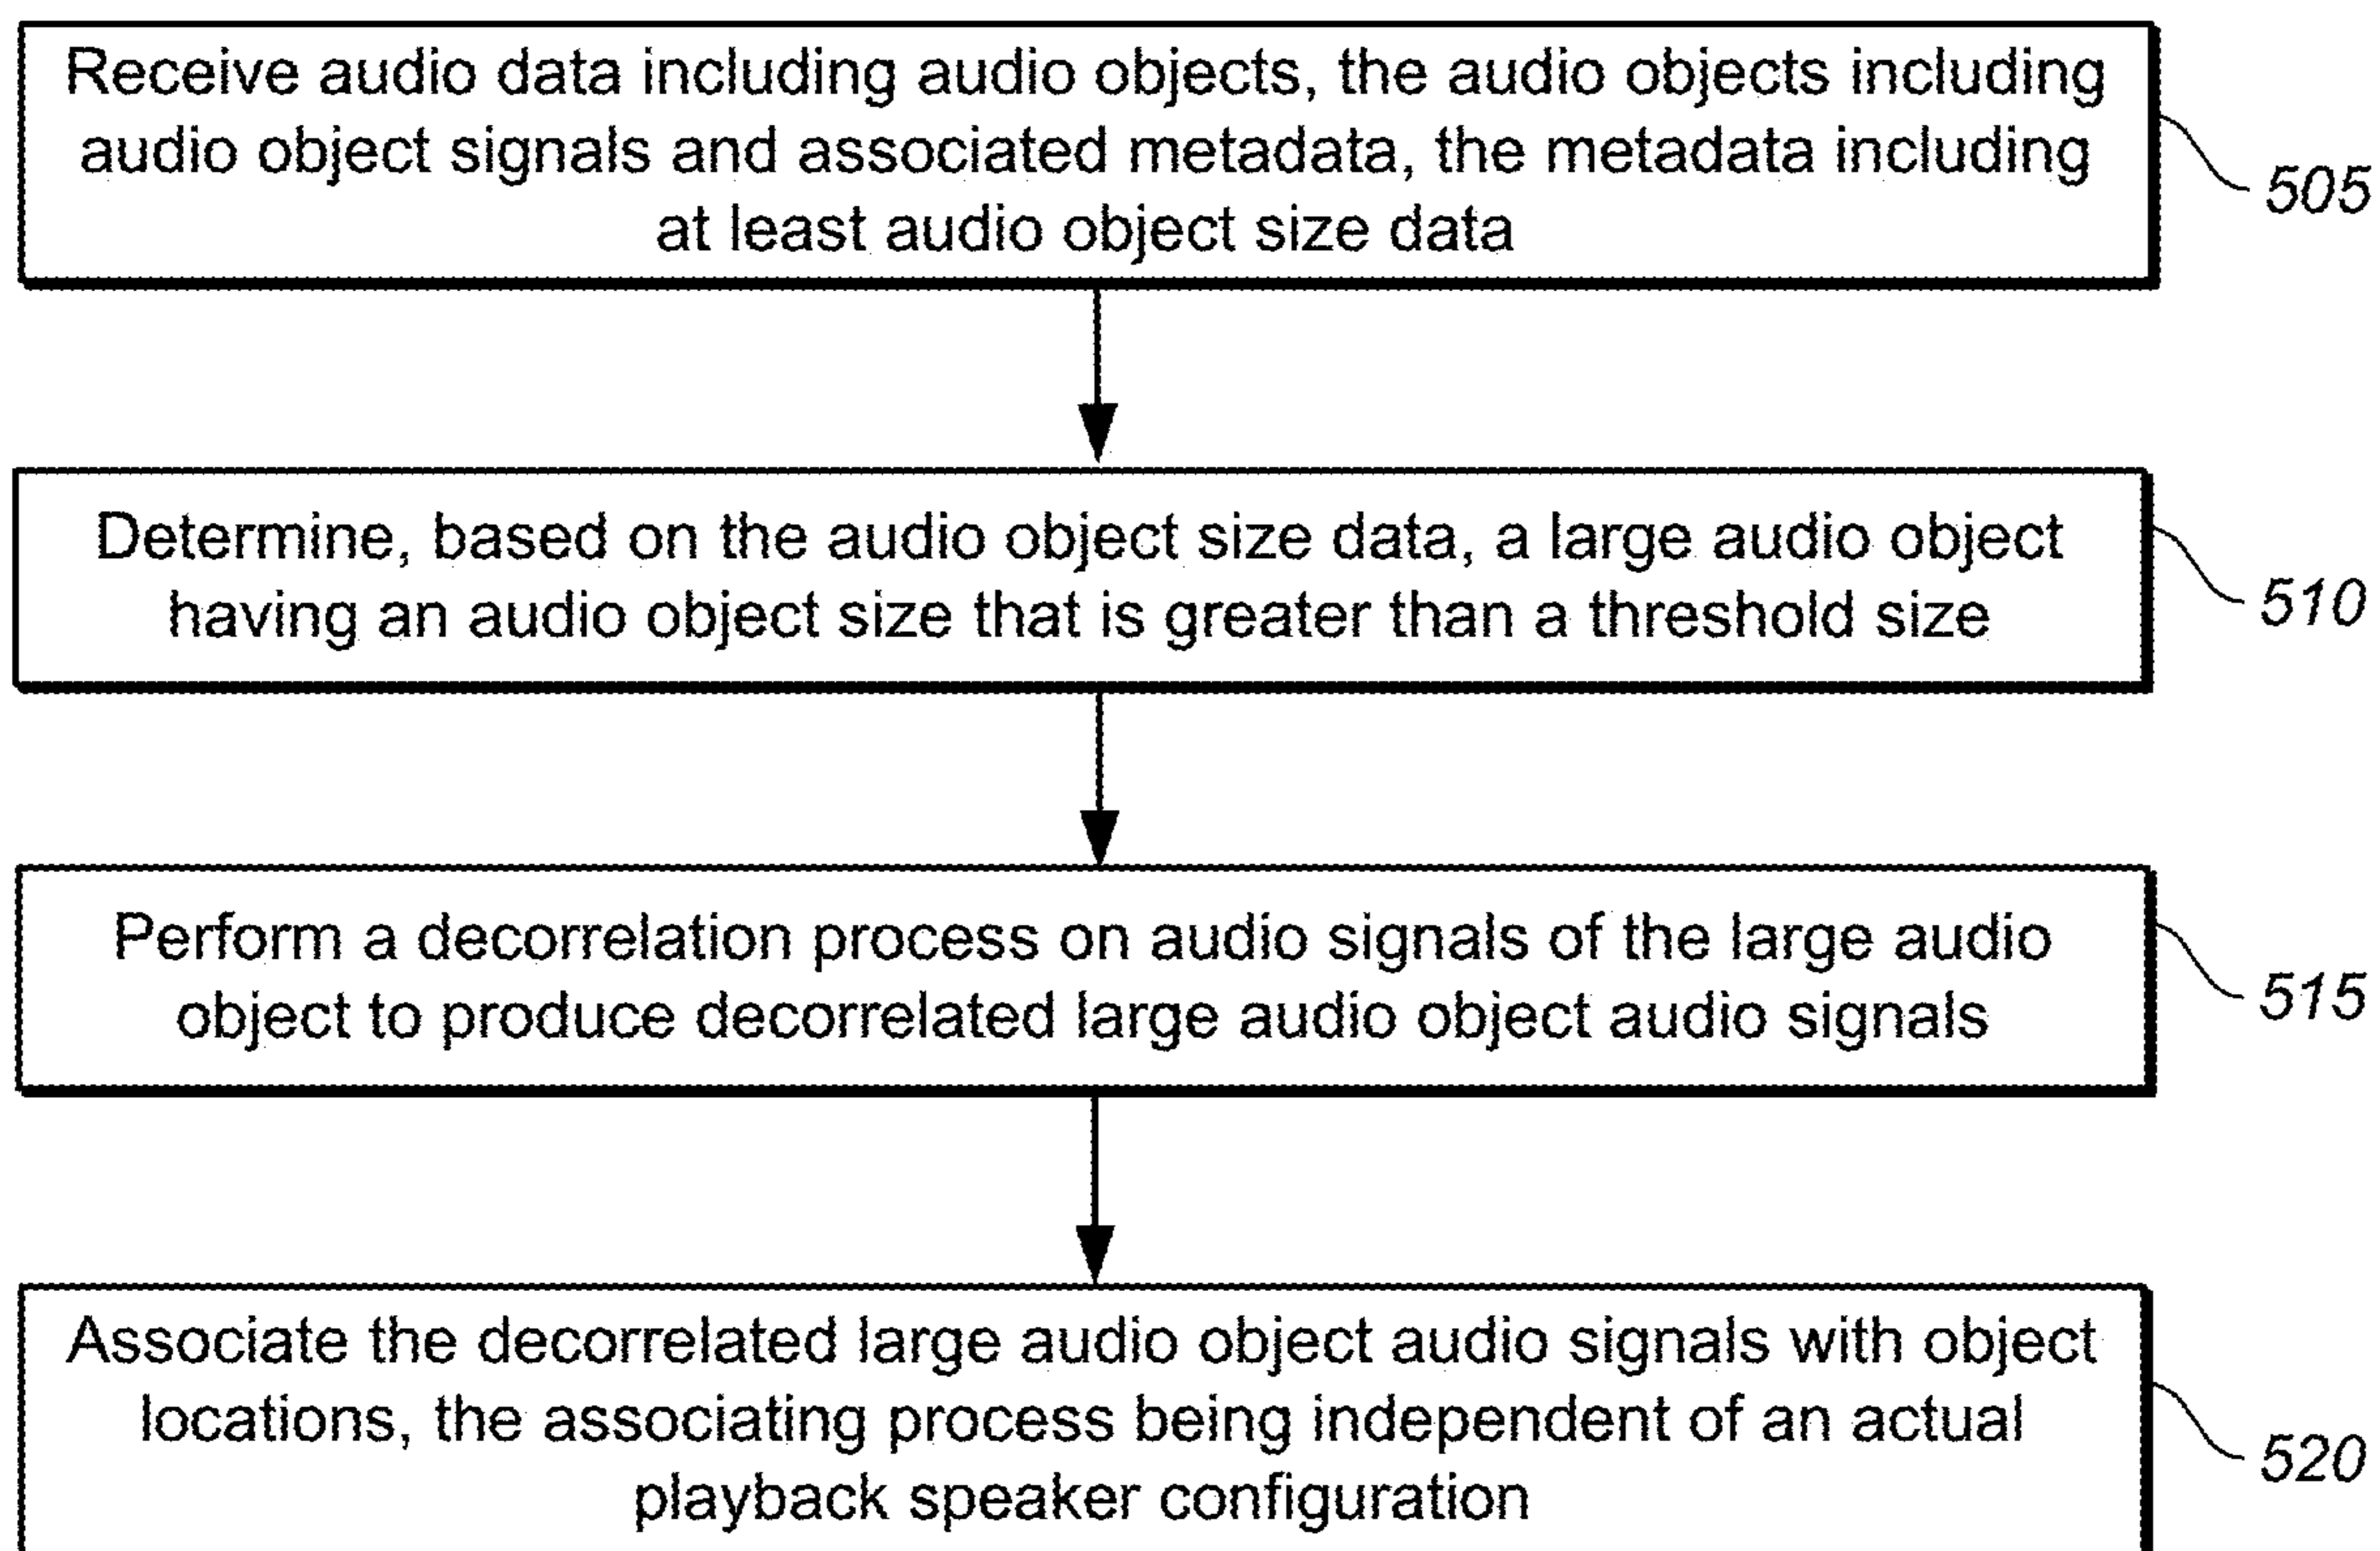 Receive audio data including audio objects, the audio objects including
audio object signals and associated metadata, the metadata including
at least audio object size data
505
Determine, based on the audio object size data, a large audio object
having an audio object size that is greater than a threshold size
510
Perform a decorrelation process on audio signals of the large audio
object to produce decorrelated large audio object audio signals
515
Associate the decorrelated large audio object audio signals with object
locations, the associating process being independent of an actual
playback speaker configuration
520